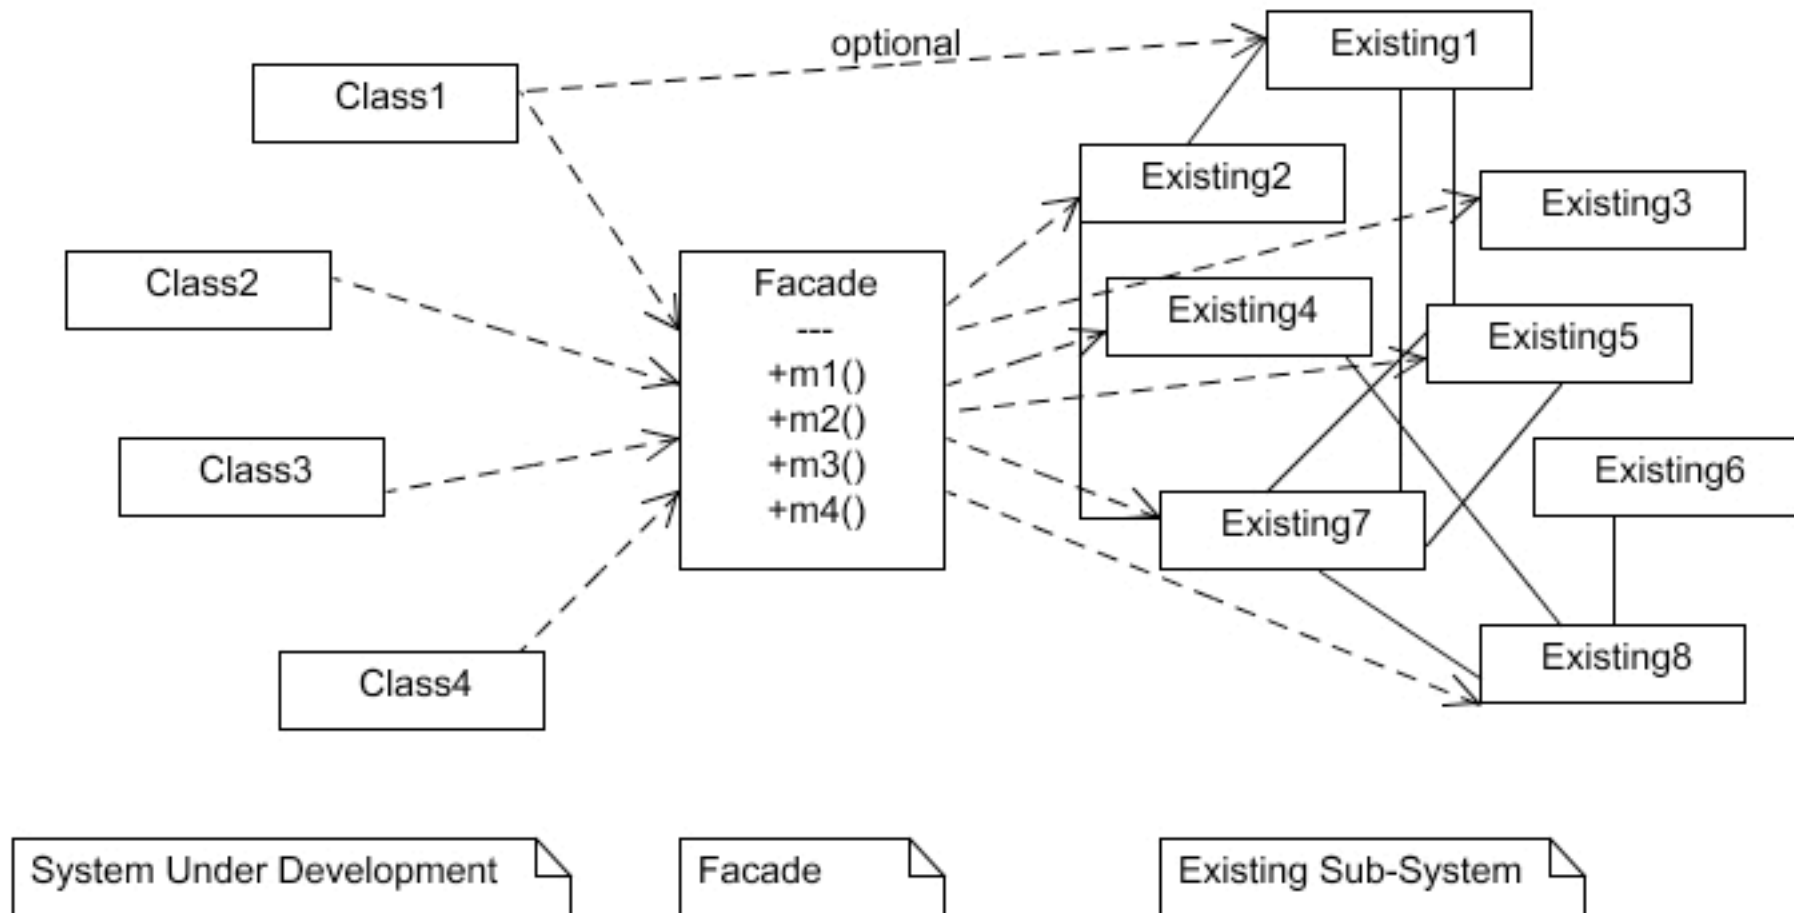 optional
Existing1
Class1
Existing2
Existing3
Class2
Facade
---
+m1()
+m2()
+m3()
+m4()
Existing4
Existing5
Class3
Existing6
Existing7
Existing8
Class4
System Under Development
Facade
Existing Sub-System